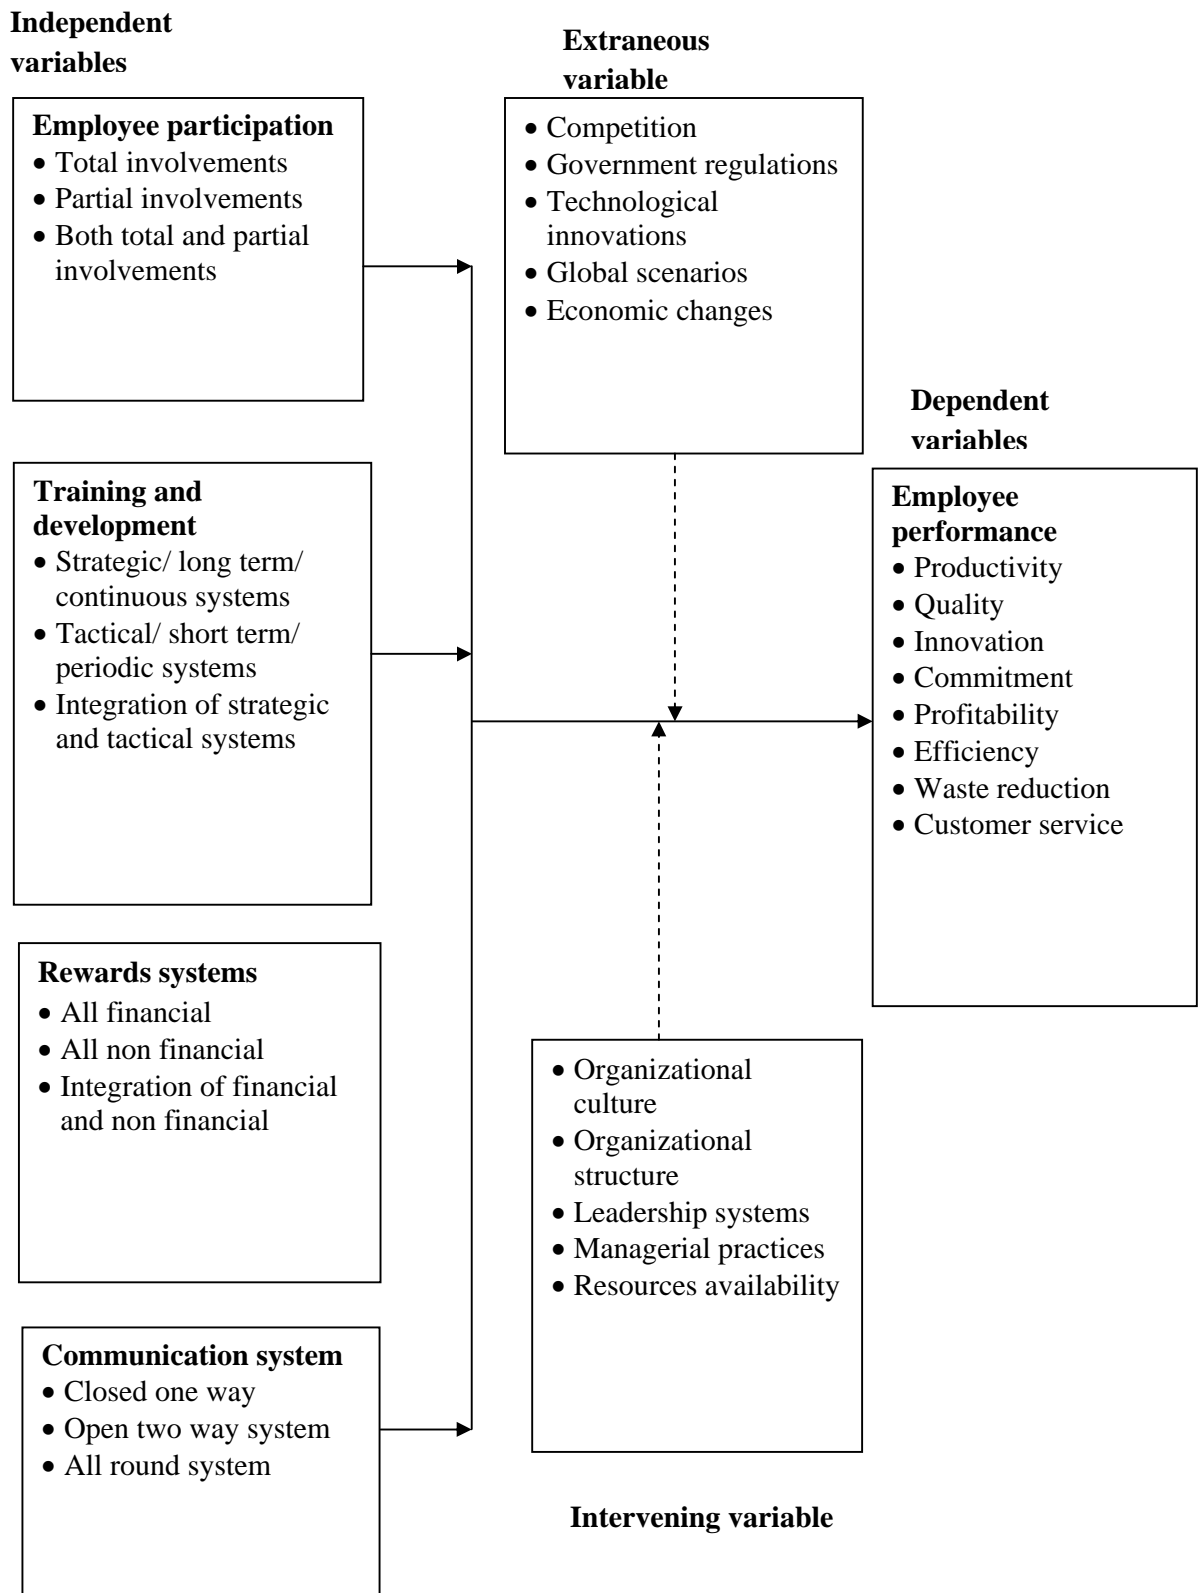 Independent
variables
Employee participation
• Total involvements
• Partial involvements
• Both total and partial
involvements
Training and
development
• Strategic/ long term/
continuous systems
• Tactical/ short term/
periodic systems
• Integration of strategic
and tactical systems
Rewards systems
• All financial
• All non financial
• Integration of financial
and non financial
Communication system
• Closed one way
• Open two way system
• All round system
Extraneous
variable
• Competition
• Government regulations
• Technological
innovations
• Global scenarios
• Economic changes
• Organizational
culture
• Organizational
structure
• Leadership systems
• Managerial practices
• Resources availability
Intervening variable
Dependent
variables
Employee
performance
• Productivity
• Quality
• Innovation
• Commitment
• Profitability
• Efficiency
• Waste reduction
• Customer service